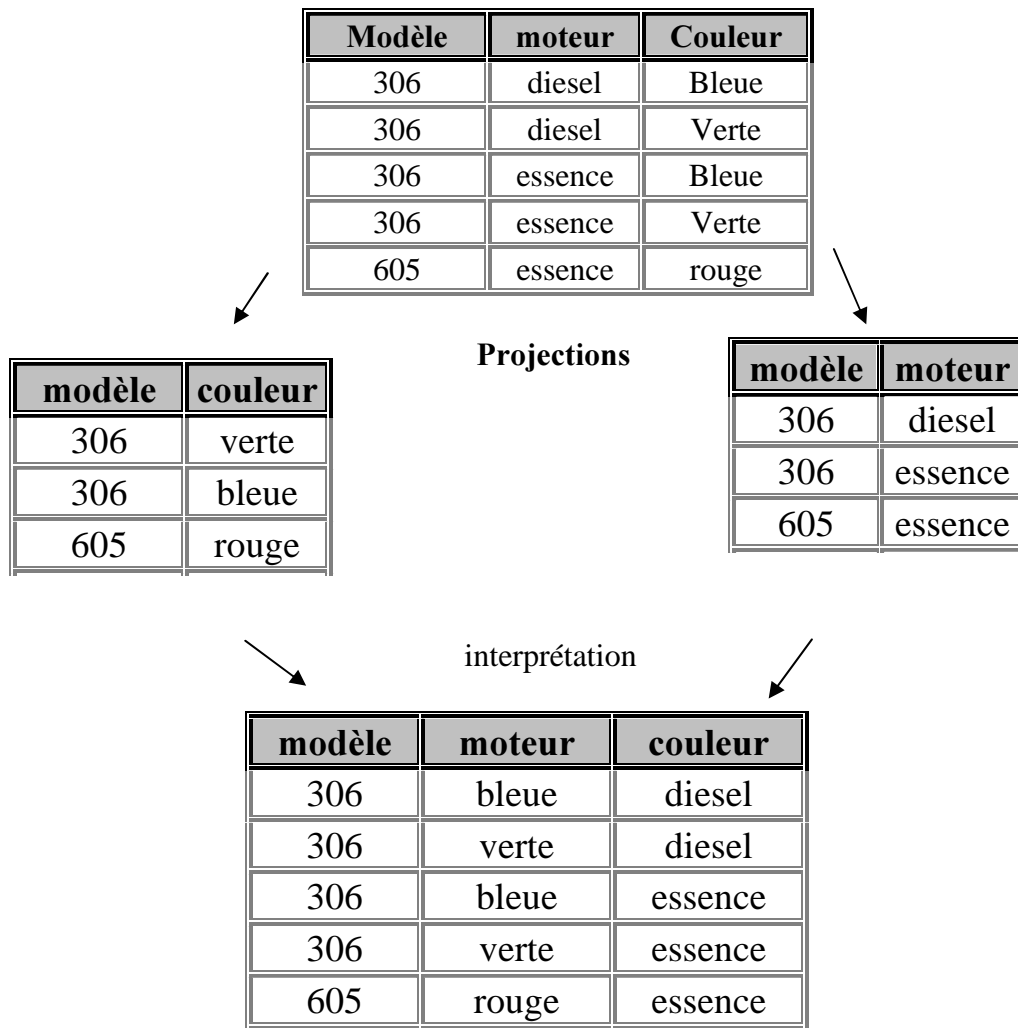 Modèle moteur Couleur
306 diesel Bleue
306 diesel Verte
306 essence Bleue
306 essence Verte
605 essence rouge
Projections
modèle couleur
306 verte
306 bleue
605 rouge
modèle moteur
306 diesel
306 essence
605 essence
interprétation
modèle moteur couleur
306 bleue diesel
306 verte diesel
306 bleue essence
306 verte essence
605 rouge essence